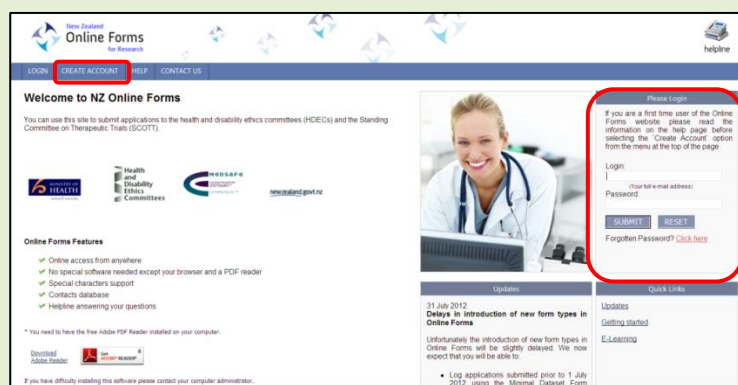 New Zealand
Online Forms
for Research
helpline
LOGIN
CREATE ACCOUNT
HELP
CONTACT US
Welcome to NZ Online Forms
You can use this site to submit applications to the health and disability ethics committees (HDECs) and the Standing
Committee on Therapeutic Trials (SCOTT).
MINISTRY OF
HEALTH
Health
and
Disability
Ethics
Committees
MEDSAFE
newzealand.govt.nz
Online Forms Features
Online access from anywhere
No special software needed except your browser and a PDF reader
Special characters support
Contacts database
Helpline answering your questions
* You need to have the free Adobe PDF Reader installed on your computer.
Download
Adobe Reader
Get
ADOBE® READER®
If you have difficulty installing this software please contact your computer administrator.
Please Login
If you are a first time user of the Online
Forms website please read the
information on the help page before
selecting the 'Create Account' option
from the menu at the top of the page.
Login:
(Your full e-mail address)
Password:
SUBMIT
RESET
Forgotten Password? Click here
Updates
31 July 2012
Delays in introduction of new form types in
Online Forms
Unfortunately the introduction of new form types in
Online Forms will be slightly delayed. We now
expect that you will be able to:
Log applications submitted prior to 1 July
2012 using the Minimal Dataset Form
Quick Links
Updates
Getting started
E-Learning